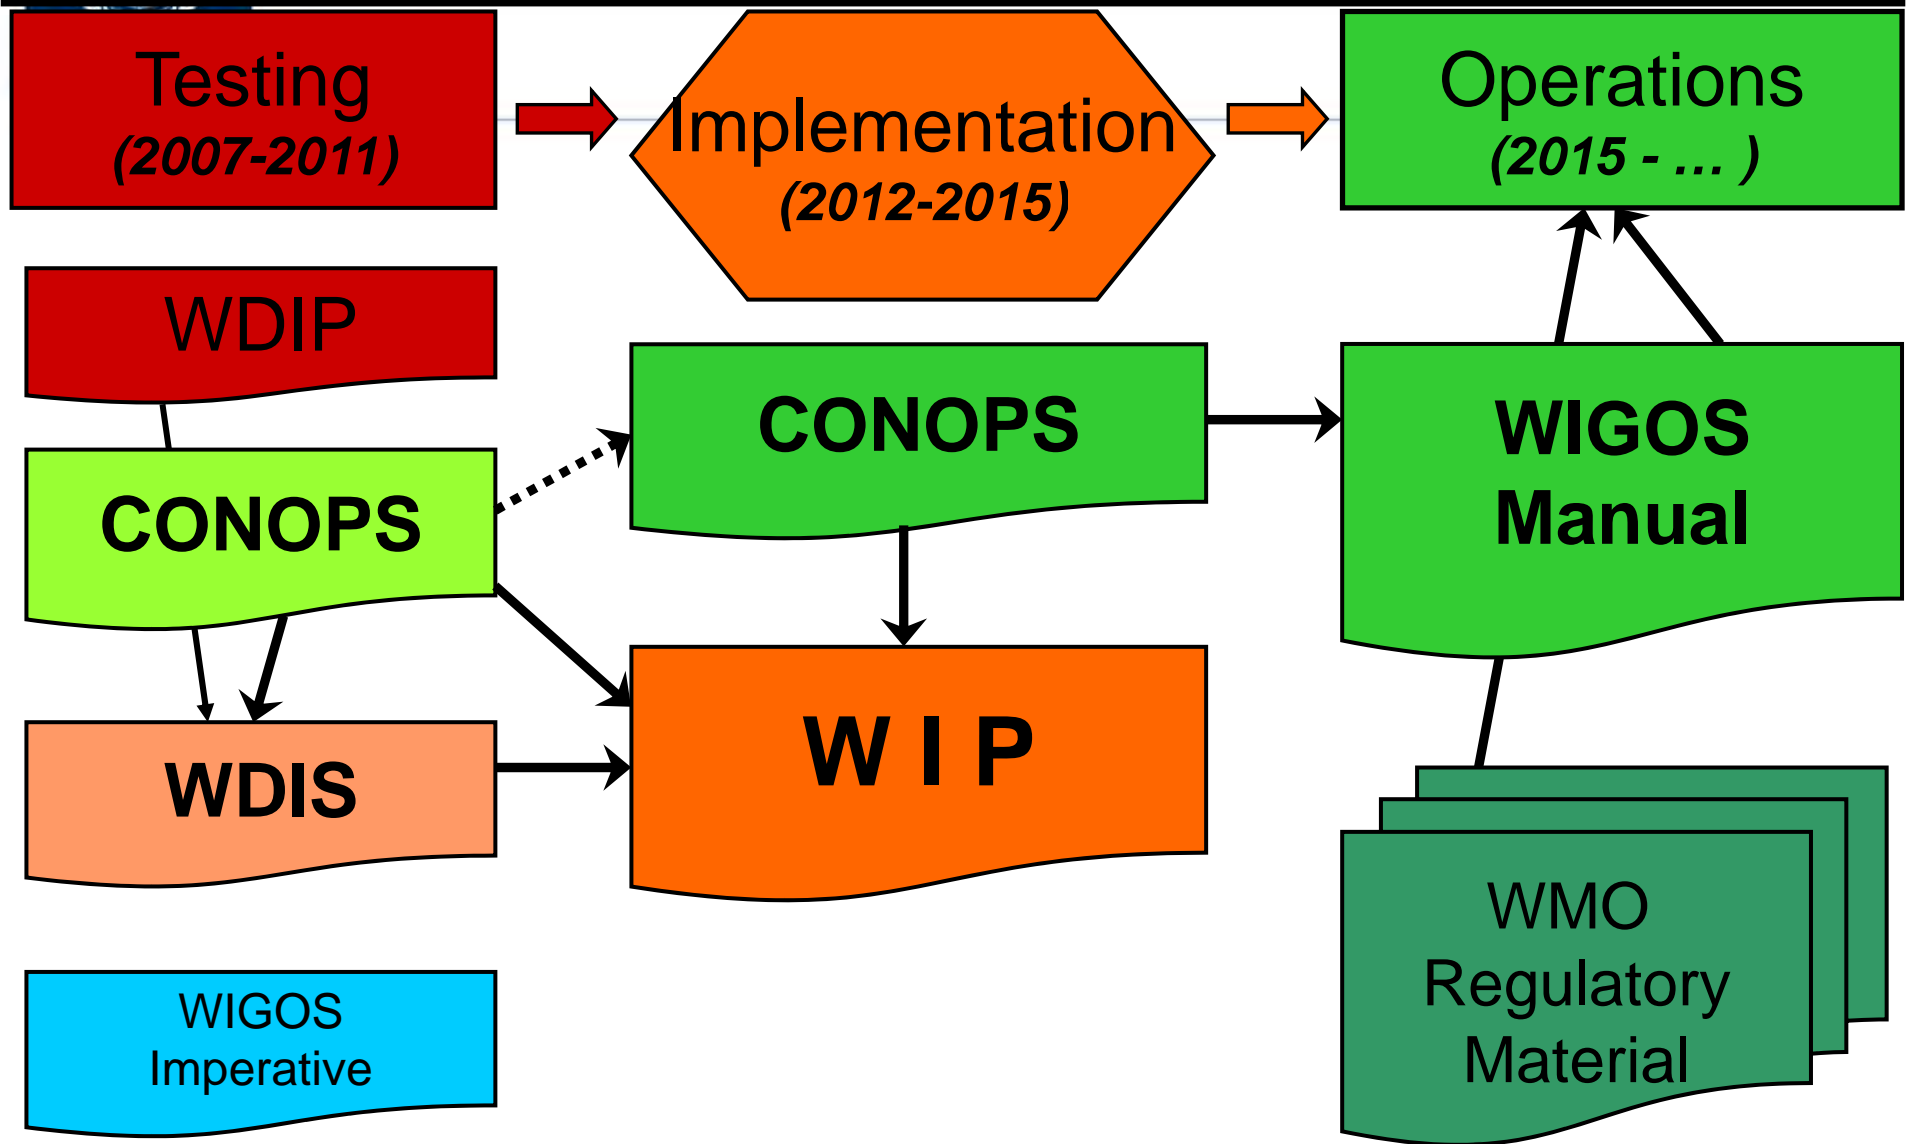 Testing
(2007-2011)
Implementation
(2012-2015)
Operations
(2015 - ... )
WDIP
CONOPS
WDIS
WIGOS
Imperative
CONOPS
W I P
WIGOS
Manual
WMO
Regulatory
Material